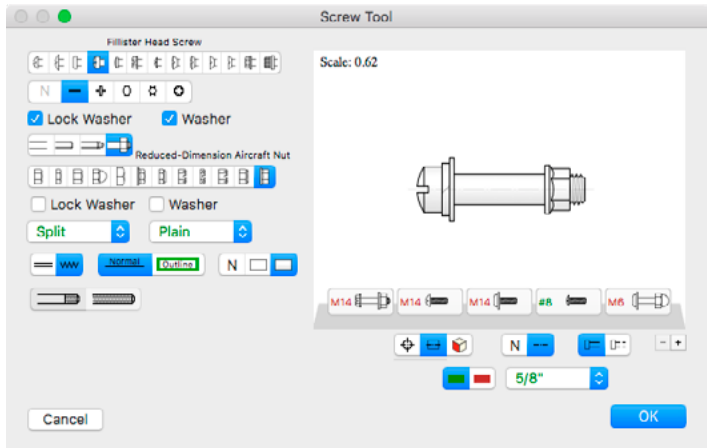 Screw Tool
Fillister Head Screw
Scale: 0.62
N
Lock Washer Washer
Reduced-Dimension Aircraft Nut
Lock Washer Washer
Split Plain
Normal Outline N
M14 M14 M14 #8 M6
N - +
5/8"
Cancel OK